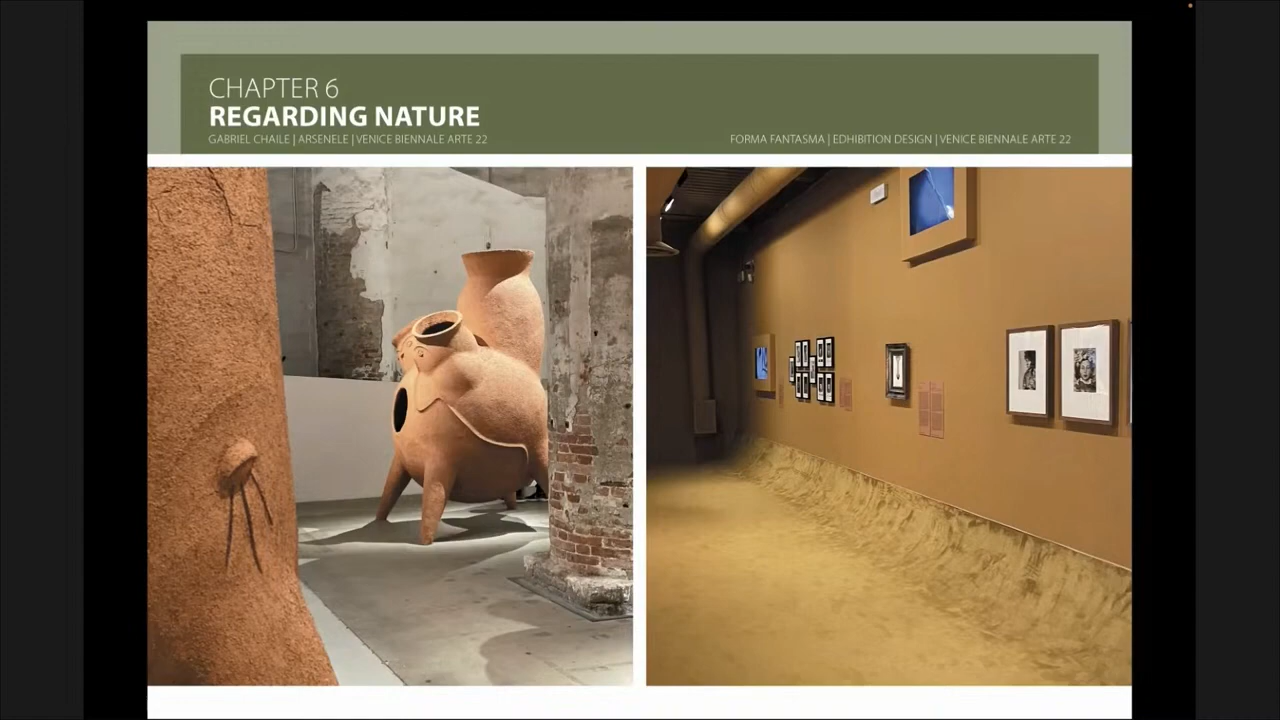 CHAPTER 6
REGARDING NATURE
GABRIEL CHAILE | ARSENELE | VENICE BIENNALE ARTE 22
FORMA FANTASMA | EDHIBITION DESIGN | VENICE BIENNALE ARTE 22